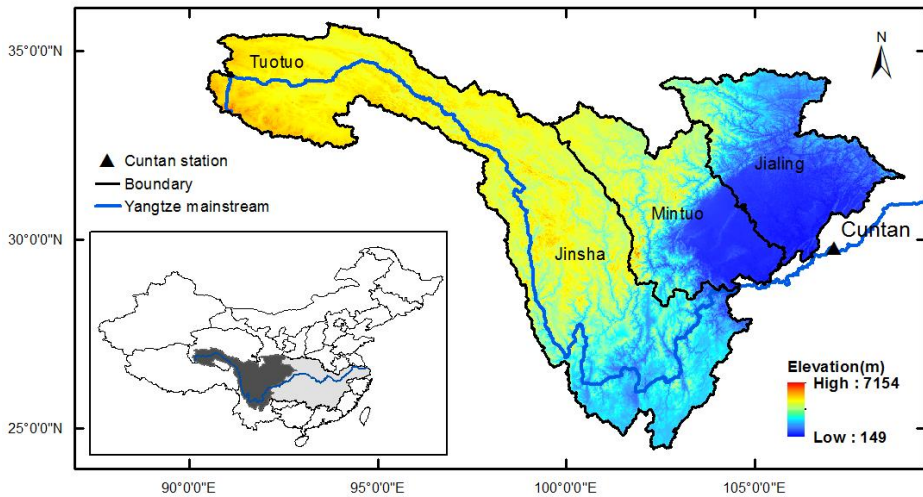 35°0'0"N
30°0'0"N
25°0'0"N
90°0'0"E
95°0'0"E
100°0'0"E
105°0'0"E
N
Tuotuo
Jinsha
Mintuo
Jialing
Cuntan
Cuntan station
Boundary
Yangtze mainstream
Elevation(m)
High : 7154
Low : 149